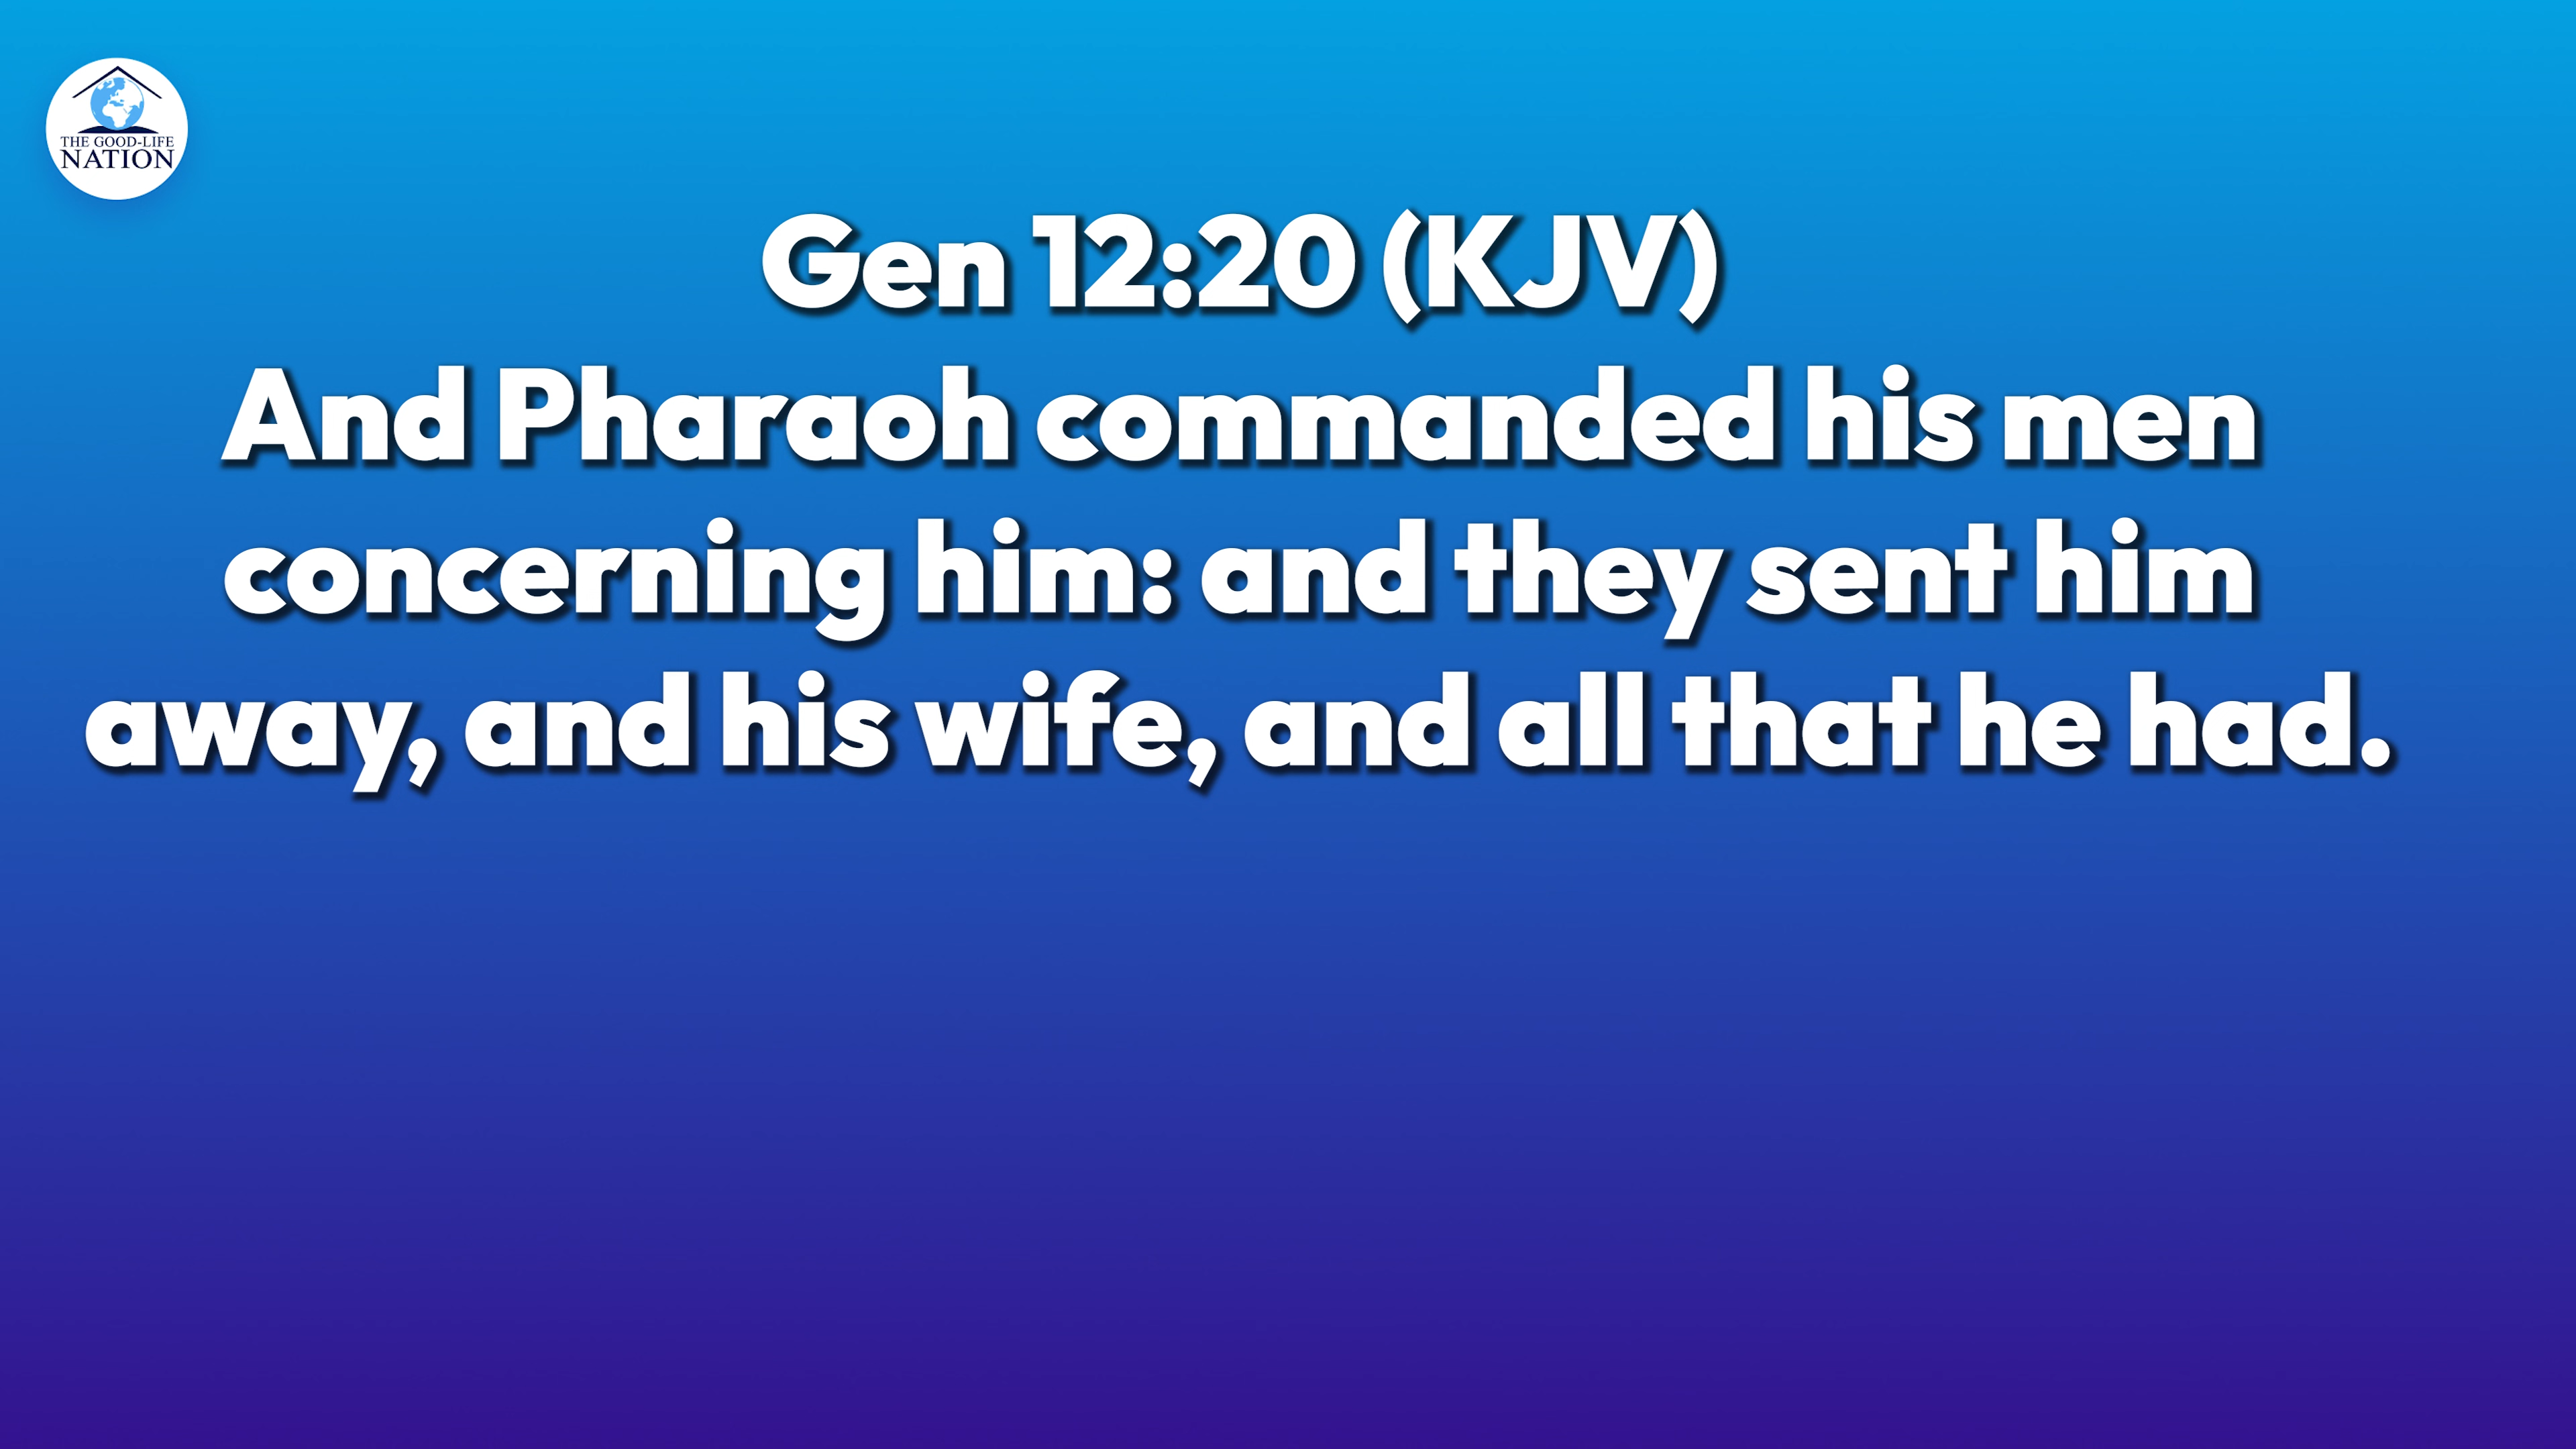 THE GOOD-LIFE
NATION
Gen 12:20 (KJV)
And Pharaoh commanded his men
concerning him: and they sent him
away, and his wife, and all that he had.